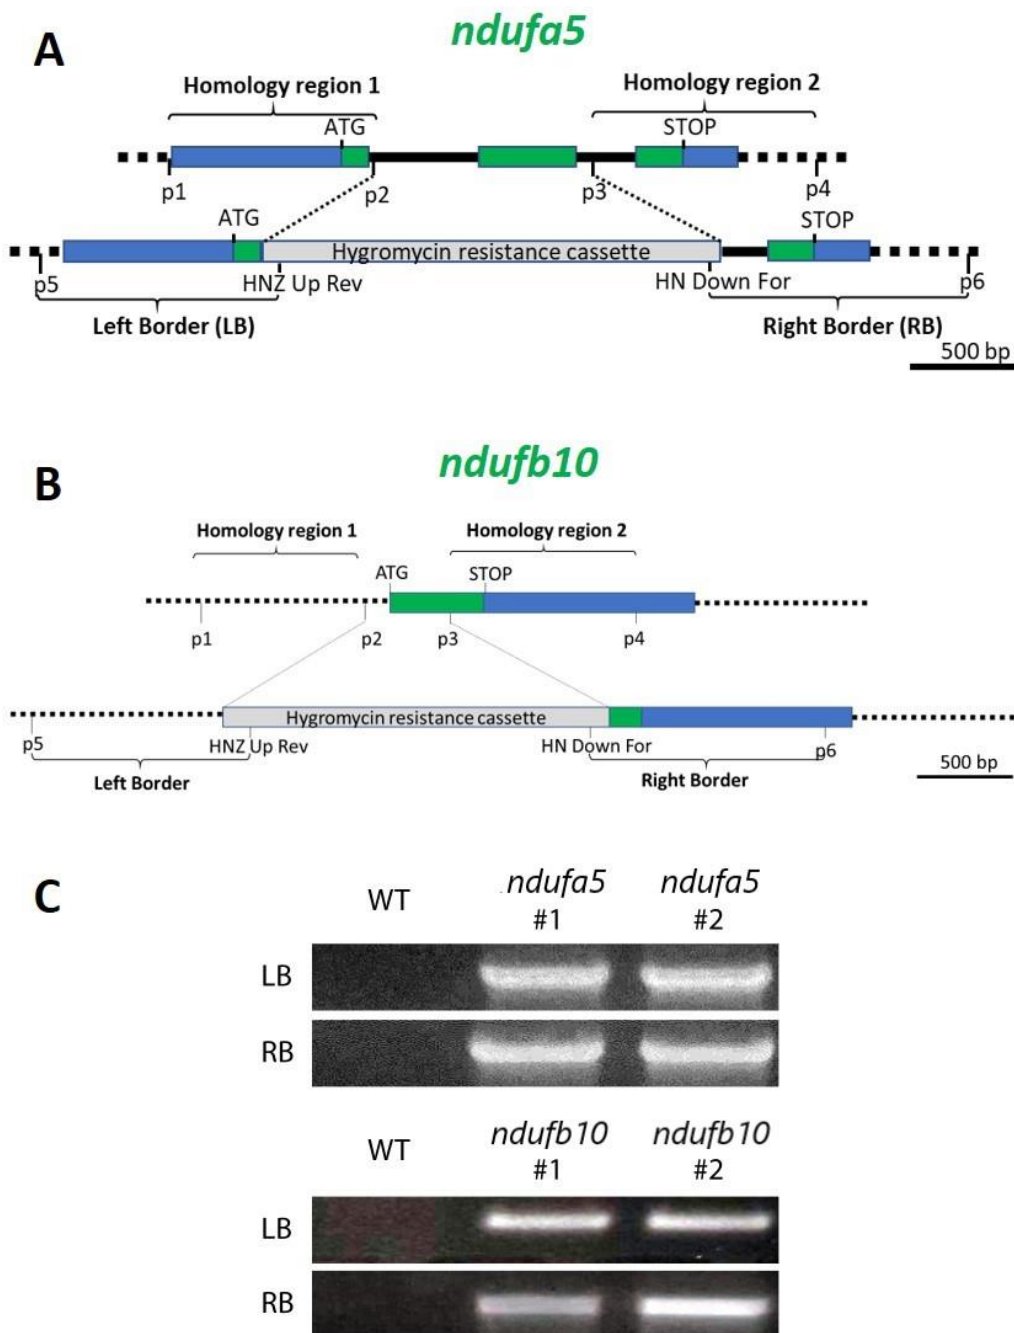 A
ndufa5
Homology region 1
Homology region 2
ATG
STOP
p1
p2
p3
p4
ATG
STOP
Hygromycin resistance cassette
p5
HNZ Up Rev
HN Down For
p6
Left Border (LB)
Right Border (RB)
500 bp
B
ndufb10
Homology region 1
Homology region 2
ATG
STOP
p1
p2
p3
p4
Hygromycin resistance cassette
p5
HNZ Up Rev
HN Down For
p6
Left Border
Right Border
500 bp
C
WT
ndufa5
#1
ndufa5
#2
LB
RB
WT
ndufb10
#1
ndufb10
#2
LB
RB